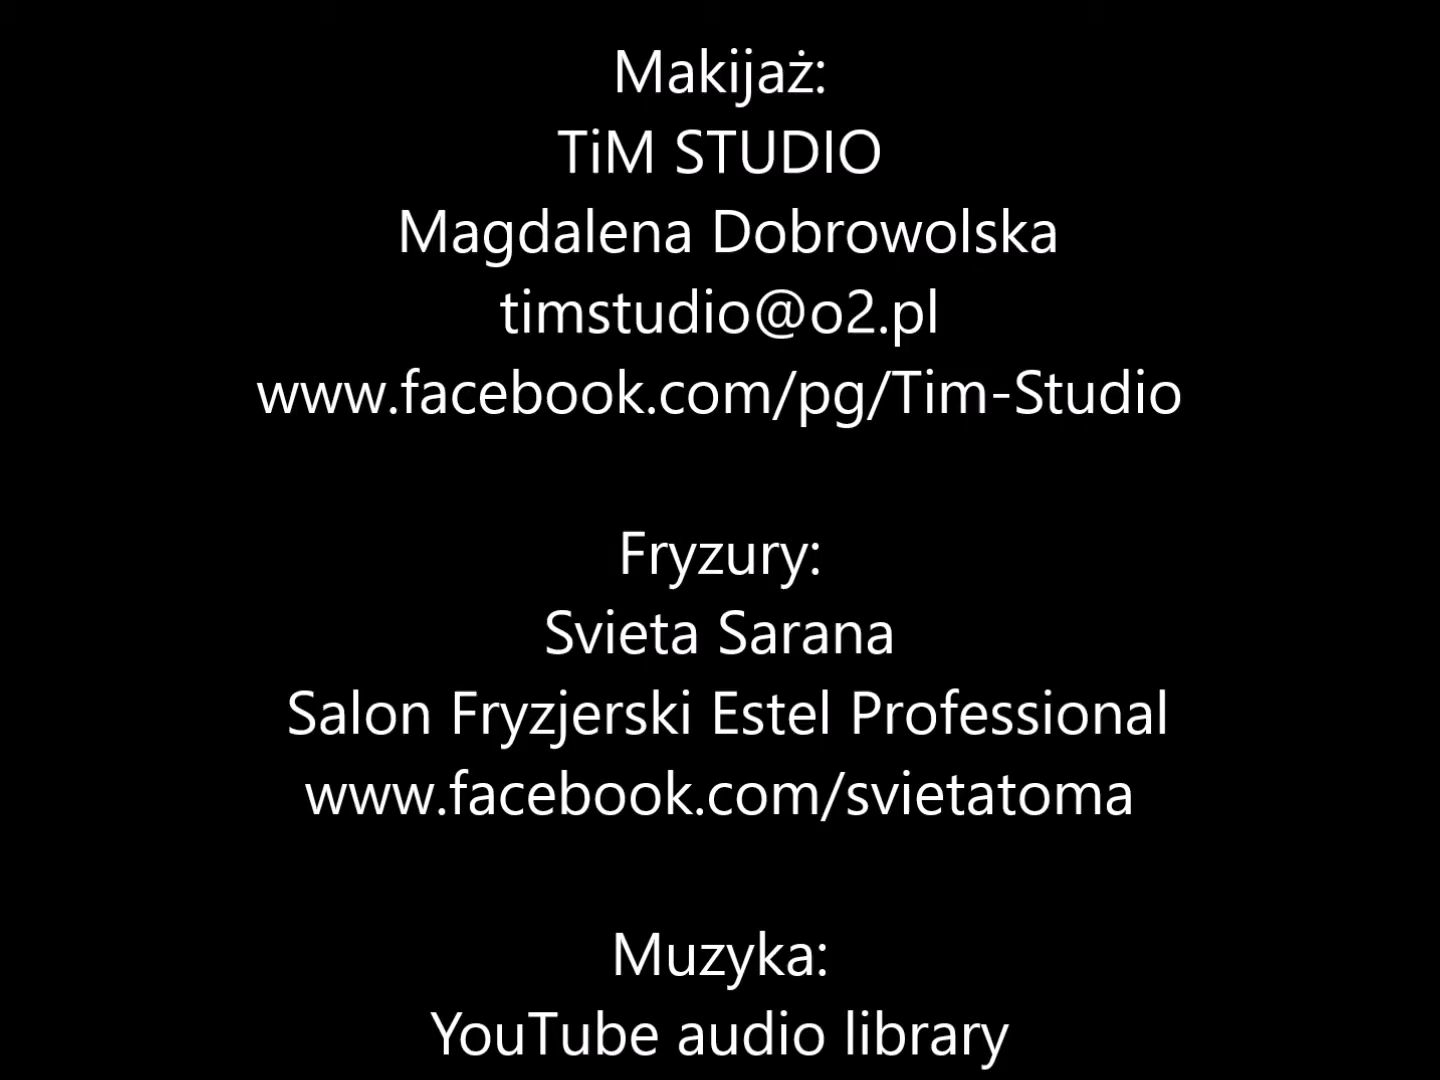 Makijaż:
TiM STUDIO
Magdalena Dobrowolska
timstudio@o2.pl
www.facebook.com/pg/Tim-Studio
Fryzury:
Svieta Sarana
Salon Fryzjerski Estel Professional
www.facebook.com/svietatoma
Muzyka:
YouTube audio library